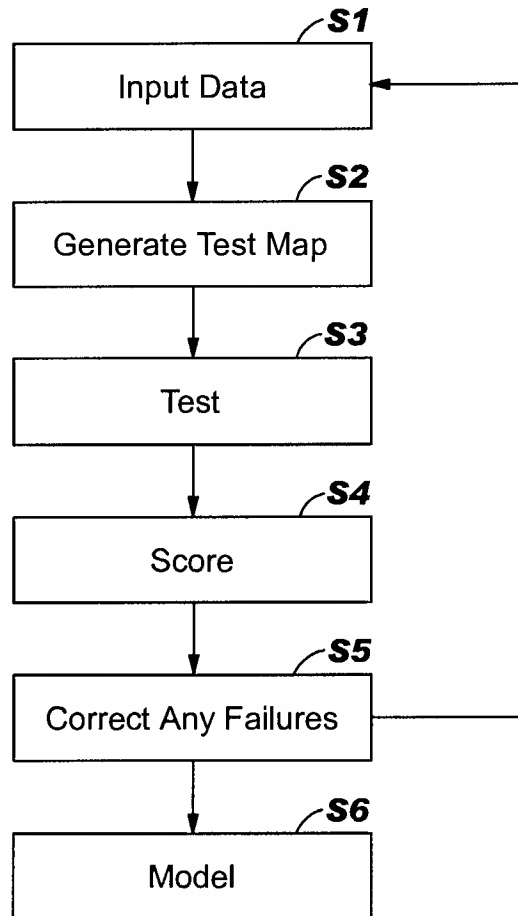 S1
Input Data
S2
Generate Test Map
S3
Test
S4
Score
S5
Correct Any Failures
S6
Model